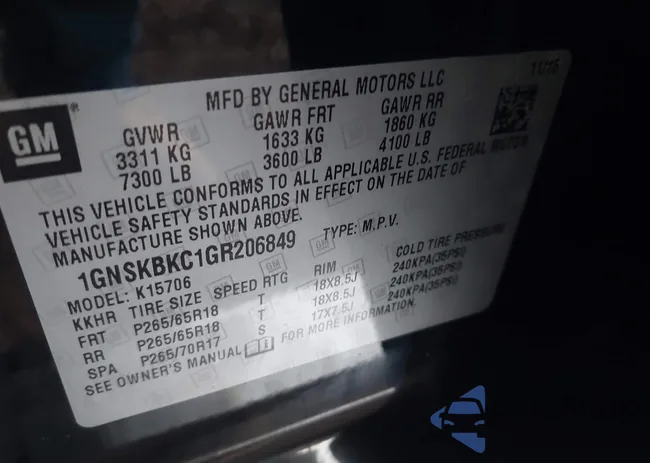 MFD BY GENERAL MOTORS LLC
11/15
GM®
GVWR GAWR FRT GAWR RR
3311 KG 1633 KG 1860 KG
7300 LB 3600 LB 4100 LB
THIS VEHICLE CONFORMS TO ALL APPLICABLE U.S. FEDERAL MOTOR
VEHICLE SAFETY STANDARDS IN EFFECT ON THE DATE OF
MANUFACTURE SHOWN ABOVE.
1GNSKBKC1GR206849 TYPE: M.P.V.
MODEL: K15706
KKHR TIRE SIZE SPEED RTG RIM COLD TIRE PRESSURE
FRT P265/65R18 T 18X8.5J 240KPA(35PSI)
RR P265/65R18 T 18X8.5J 240KPA(35PSI)
SPA P265/70R17 S 17X7.5J 240KPA(35PSI)
SEE OWNER'S MANUAL FOR MORE INFORMATION.